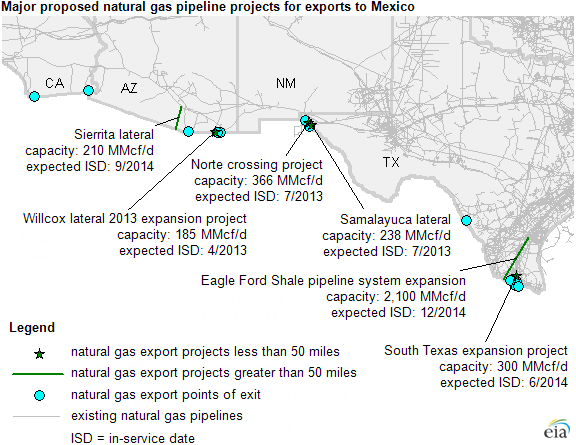 Major proposed natural gas pipeline projects for exports to Mexico
CA
AZ
NM
TX
Sierrita lateral
capacity: 210 MMcf/d
expected ISD: 9/2014
Norte crossing project
capacity: 366 MMcf/d
expected ISD: 7/2013
Willcox lateral 2013 expansion project
capacity: 185 MMcf/d
expected ISD: 4/2013
Samalayuca lateral
capacity: 238 MMcf/d
expected ISD: 7/2013
Eagle Ford Shale pipeline system expansion
capacity: 2,100 MMcf/d
expected ISD: 12/2014
South Texas expansion project
capacity: 300 MMcf/d
expected ISD: 6/2014
Legend
natural gas export projects less than 50 miles
natural gas export projects greater than 50 miles
natural gas export points of exit
existing natural gas pipelines
ISD = in-service date
eia